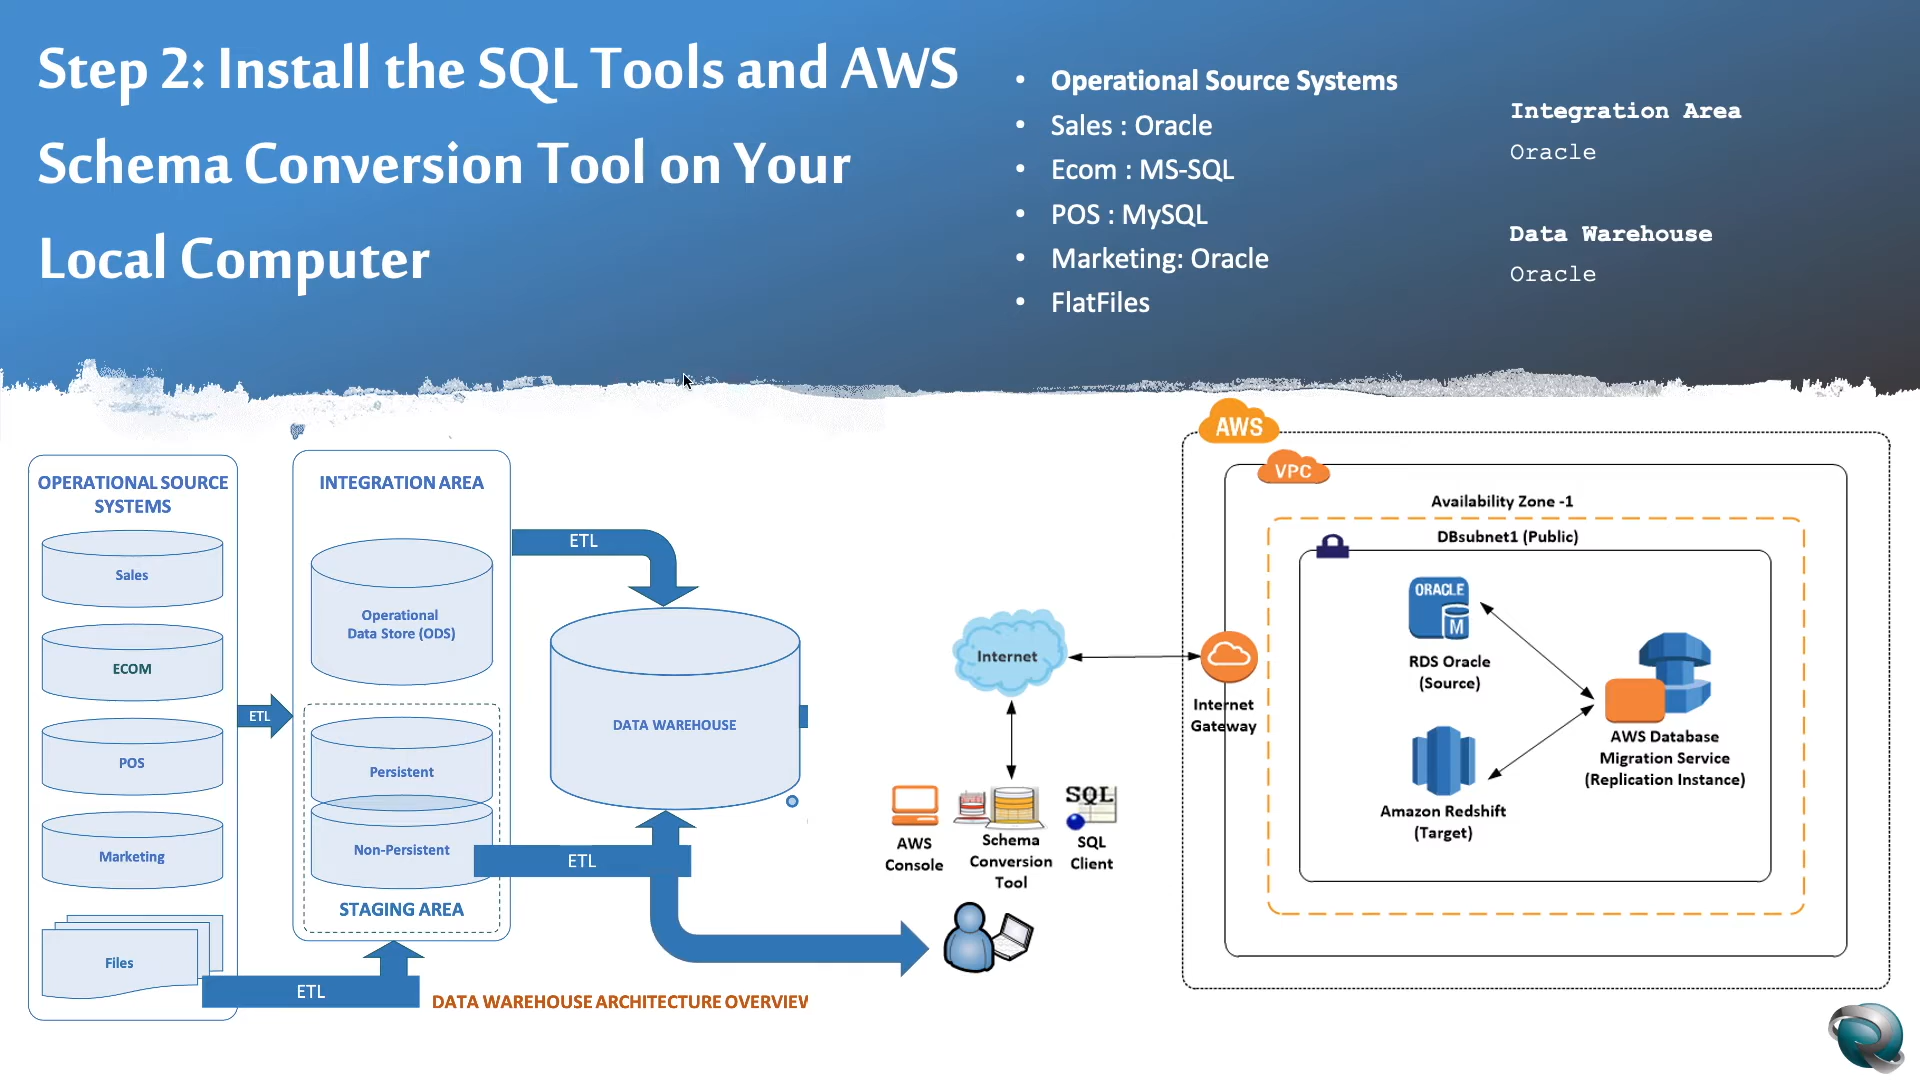 Step 2: Install the SQL Tools and AWS
Schema Conversion Tool on Your
Local Computer
• Operational Source Systems
• Sales : Oracle
• Ecom : MS-SQL
• POS : MySQL
• Marketing: Oracle
• FlatFiles
Integration Area
Oracle
Data Warehouse
Oracle
OPERATIONAL SOURCE
SYSTEMS
Sales
ECOM
POS
Marketing
Files
ETL
ETL
INTEGRATION AREA
Operational
Data Store (ODS)
Persistent
Non-Persistent
STAGING AREA
ETL
DATA WAREHOUSE
ETL
DATA WAREHOUSE ARCHITECTURE OVERVIEW
Internet
AWS
Console
Schema
Conversion
Tool
SQL
SQL
Client
AWS
VPC
Internet
Gateway
Availability Zone -1
DBsubnet1 (Public)
ORACLE
M
RDS Oracle
(Source)
Amazon Redshift
(Target)
AWS Database
Migration Service
(Replication Instance)